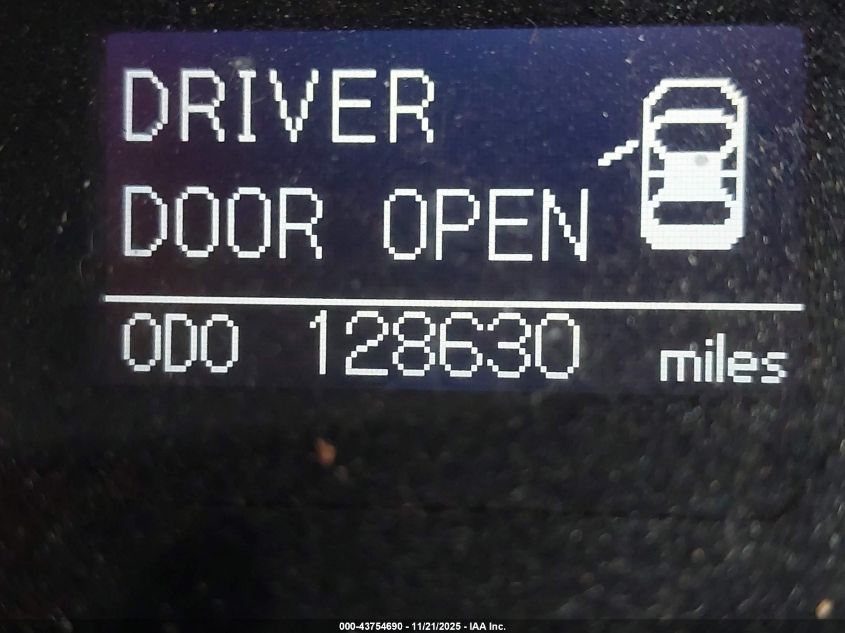 DRIVER
DOOR OPEN
ODO 128630 miles
000-43754690 - 11/21/2025 - IAA Inc.